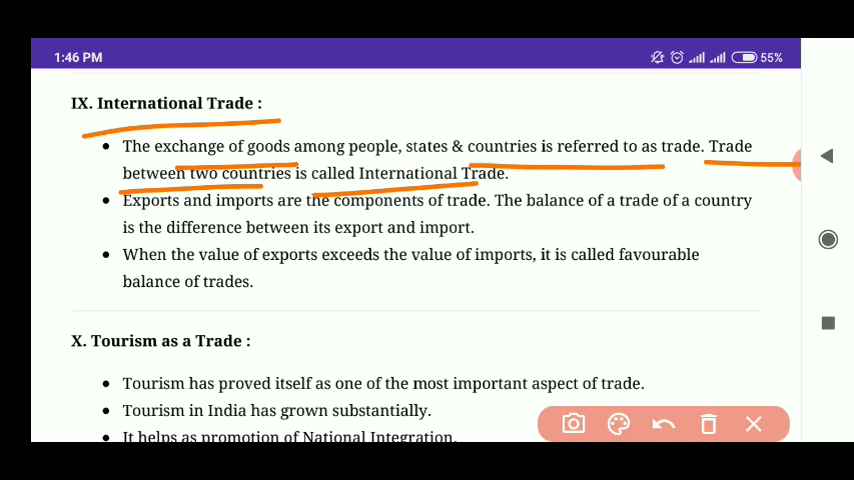 1:46 PM
55%
IX. International Trade :
The exchange of goods among people, states & countries is referred to as trade. Trade
between two countries is called International Trade.
Exports and imports are the components of trade. The balance of a trade of a country
is the difference between its export and import.
When the value of exports exceeds the value of imports, it is called favourable
balance of trades.
X. Tourism as a Trade :
Tourism has proved itself as one of the most important aspect of trade.
Tourism in India has grown substantially.
It helps as promotion of National Integration.